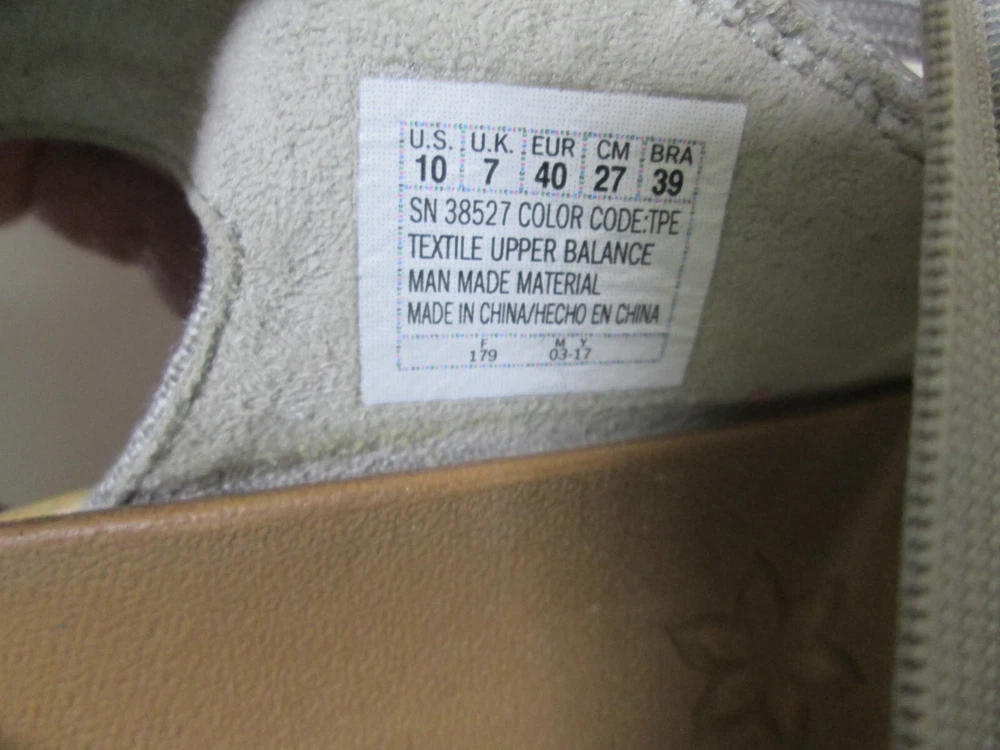 U.S. U.K. EUR CM BRA
10 7 40 27 39
SN 38527 COLOR CODE:TPE
TEXTILE UPPER BALANCE
MAN MADE MATERIAL
MADE IN CHINA/HECHO EN CHINA
F M Y
179 03-17